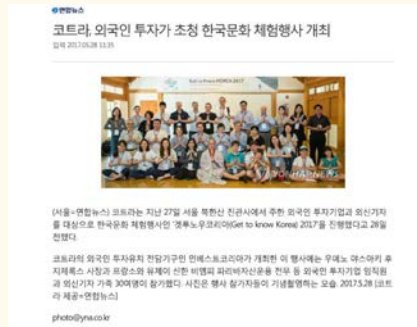 연합뉴스
코트라, 외국인 투자가 초청 한국문화 체험행사 개최
입력 2017.05.28 11:35
KOREA 2017
YONHAP NEWS
(서울=연합뉴스) 코트라는 지난 27일 서울 북한산 진관사에서 주한 외국인 투자기업과 외신기자
를 대상으로 한국문화 체험행사인 '겟투노우코리아(Get to know Korea) 2017'을 진행했다고 28일
전했다.
코트라의 외국인 투자유치 전담기구인 인베스트코리아가 개최한 이 행사에는 우에노 야스아키 후
지제록스 사장과 프랑소와 유제이 신한 비엠피 파리바자산운용 전무 등 외국인 투자기업 임직원
과 외신기자 가족 30여명이 참가했다. 사진은 행사 참가자들이 기념촬영하는 모습. 2017.5.28 [코트
라 제공=연합뉴스]
photo@yna.co.kr